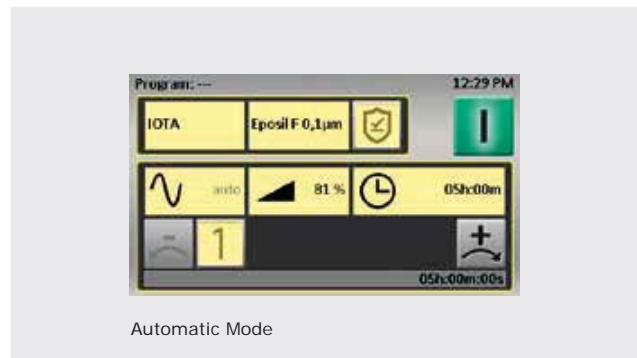 Program: --- 12:29 PM
IOTA Eposil F 0,1µm
I
auto 81 % 05h:00m
- 1 +
05h:00m:00s
Automatic Mode